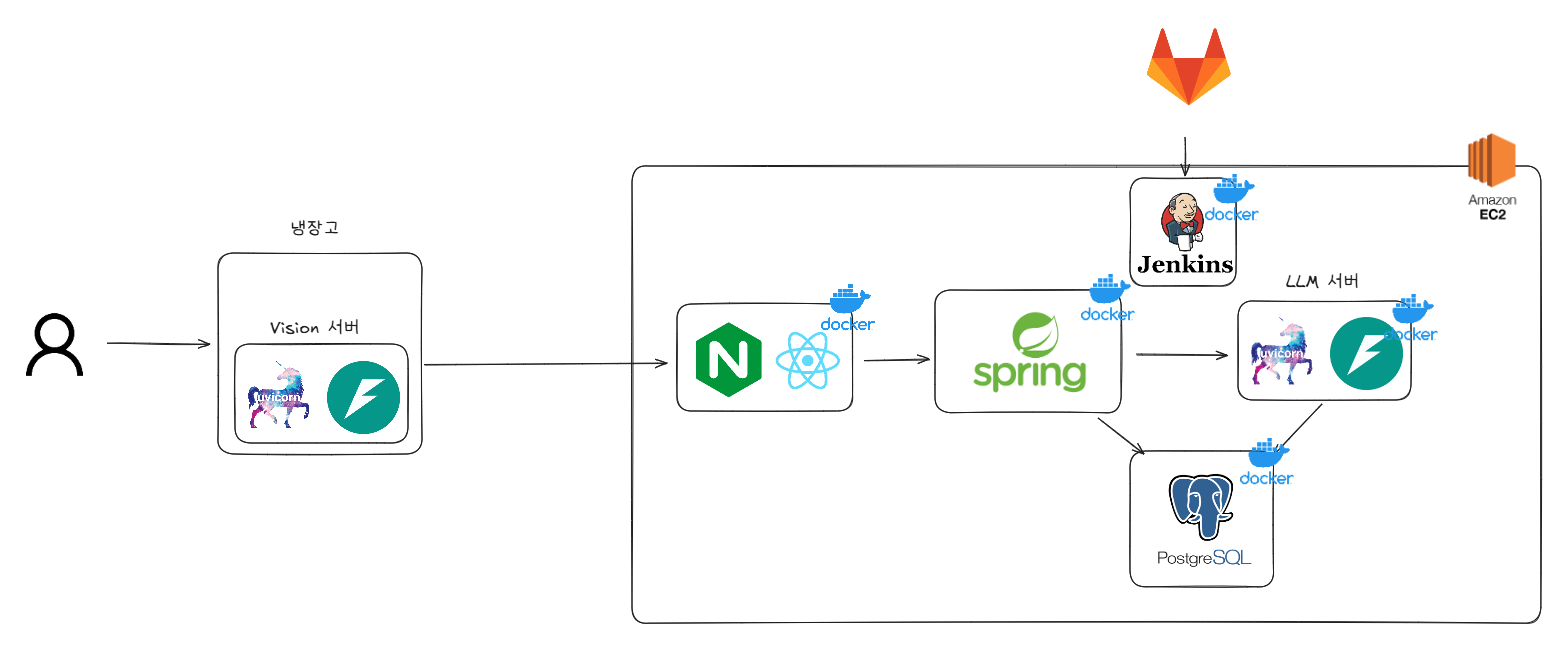 Amazon
EC2
docker
Jenkins
냉장고
LLM 서버
docker
docker
docker
Vision 서버
uvicorn
spring
uvicorn
docker
PostgreSQL